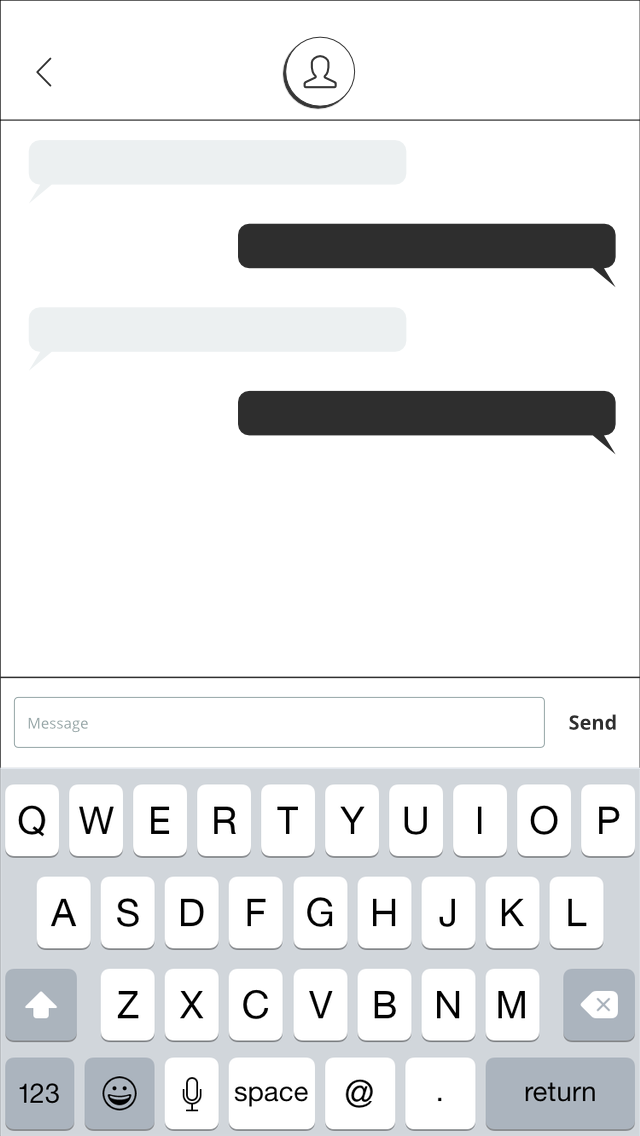 Message Send
Q W E R T Y U I O P
A S D F G H J K L
Z X C V B N M
123 space @ . return